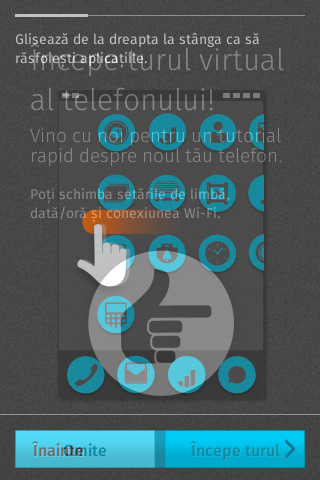 Glisează de la dreapta la stânga ca să
răsfoiești aplicațiile.
Începe turul virtual
al telefonului!
Vino cu noi pentru un tutorial
rapid despre noul tău telefon.
Poți schimba setările de limbă,
dată/oră și conexiunea Wi-Fi.
Înainte
Omite
Începe turul